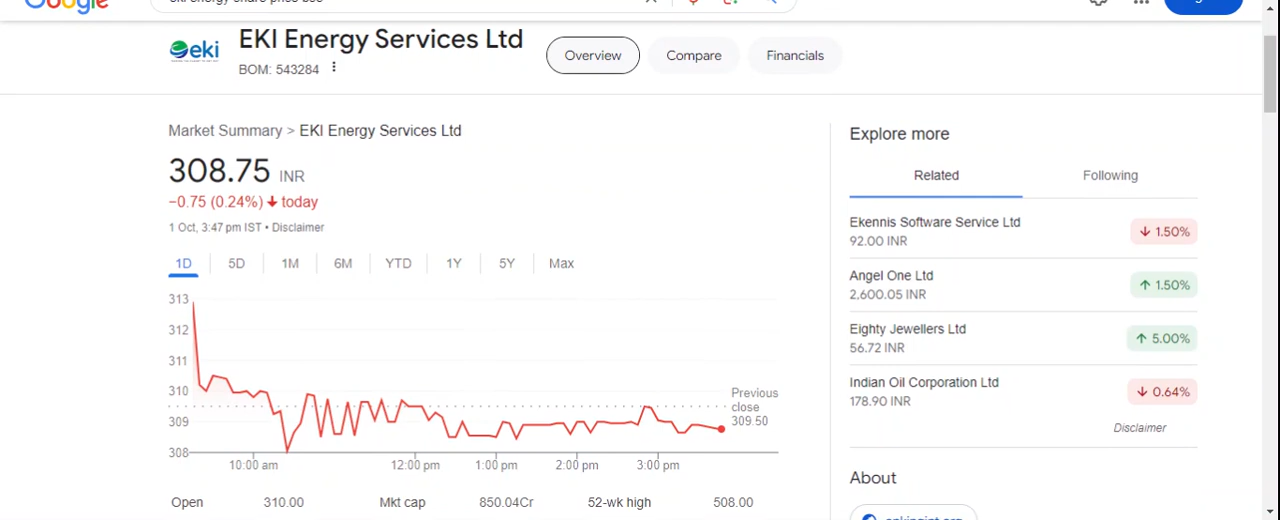 Google
eki energy share price bse
eki
EKI Energy Services Ltd
BOM: 543284
Overview
Compare
Financials
Market Summary > EKI Energy Services Ltd
308.75 INR
−0.75 (0.24%) ↓ today
1 Oct, 3:47 pm IST • Disclaimer
1D 5D 1M 6M YTD 1Y 5Y Max
313
312
311
310
309
308
Previous
close
309.50
10:00 am 12:00 pm 1:00 pm 2:00 pm 3:00 pm
Open 310.00 Mkt cap 850.04Cr 52-wk high 508.00
Explore more
Related Following
Ekennis Software Service Ltd
92.00 INR
↓ 1.50%
Angel One Ltd
2,600.05 INR
↑ 1.50%
Eighty Jewellers Ltd
56.72 INR
↑ 5.00%
Indian Oil Corporation Ltd
178.90 INR
↓ 0.64%
Disclaimer
About